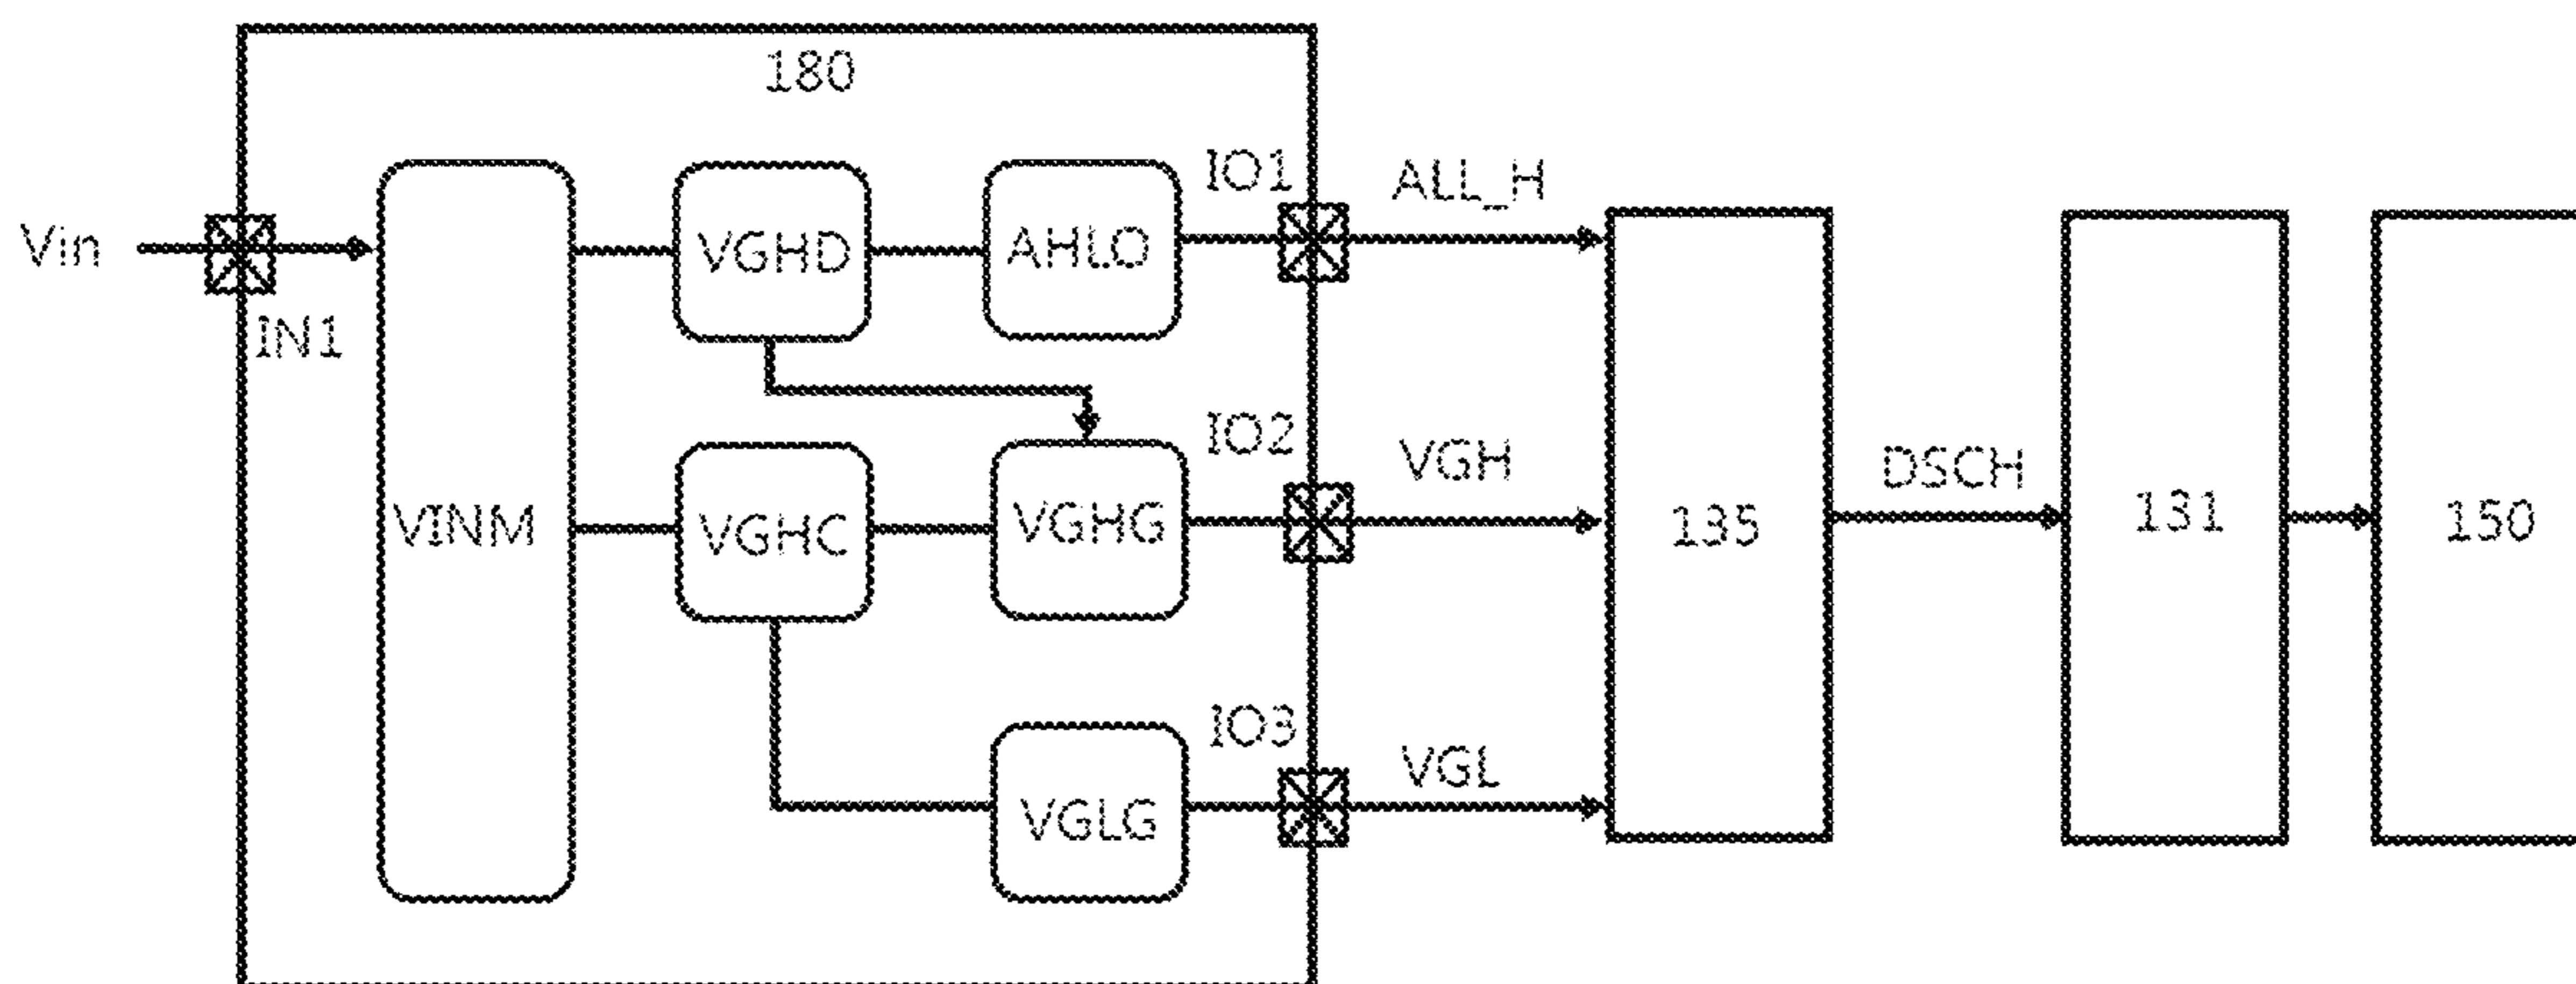 180
Vin
IN1
VINM
VGHD
AHLO
IO1
ALL_H
VGHC
VGHG
IO2
VGH
VGLG
IO3
VGL
135
DSCH
131
150